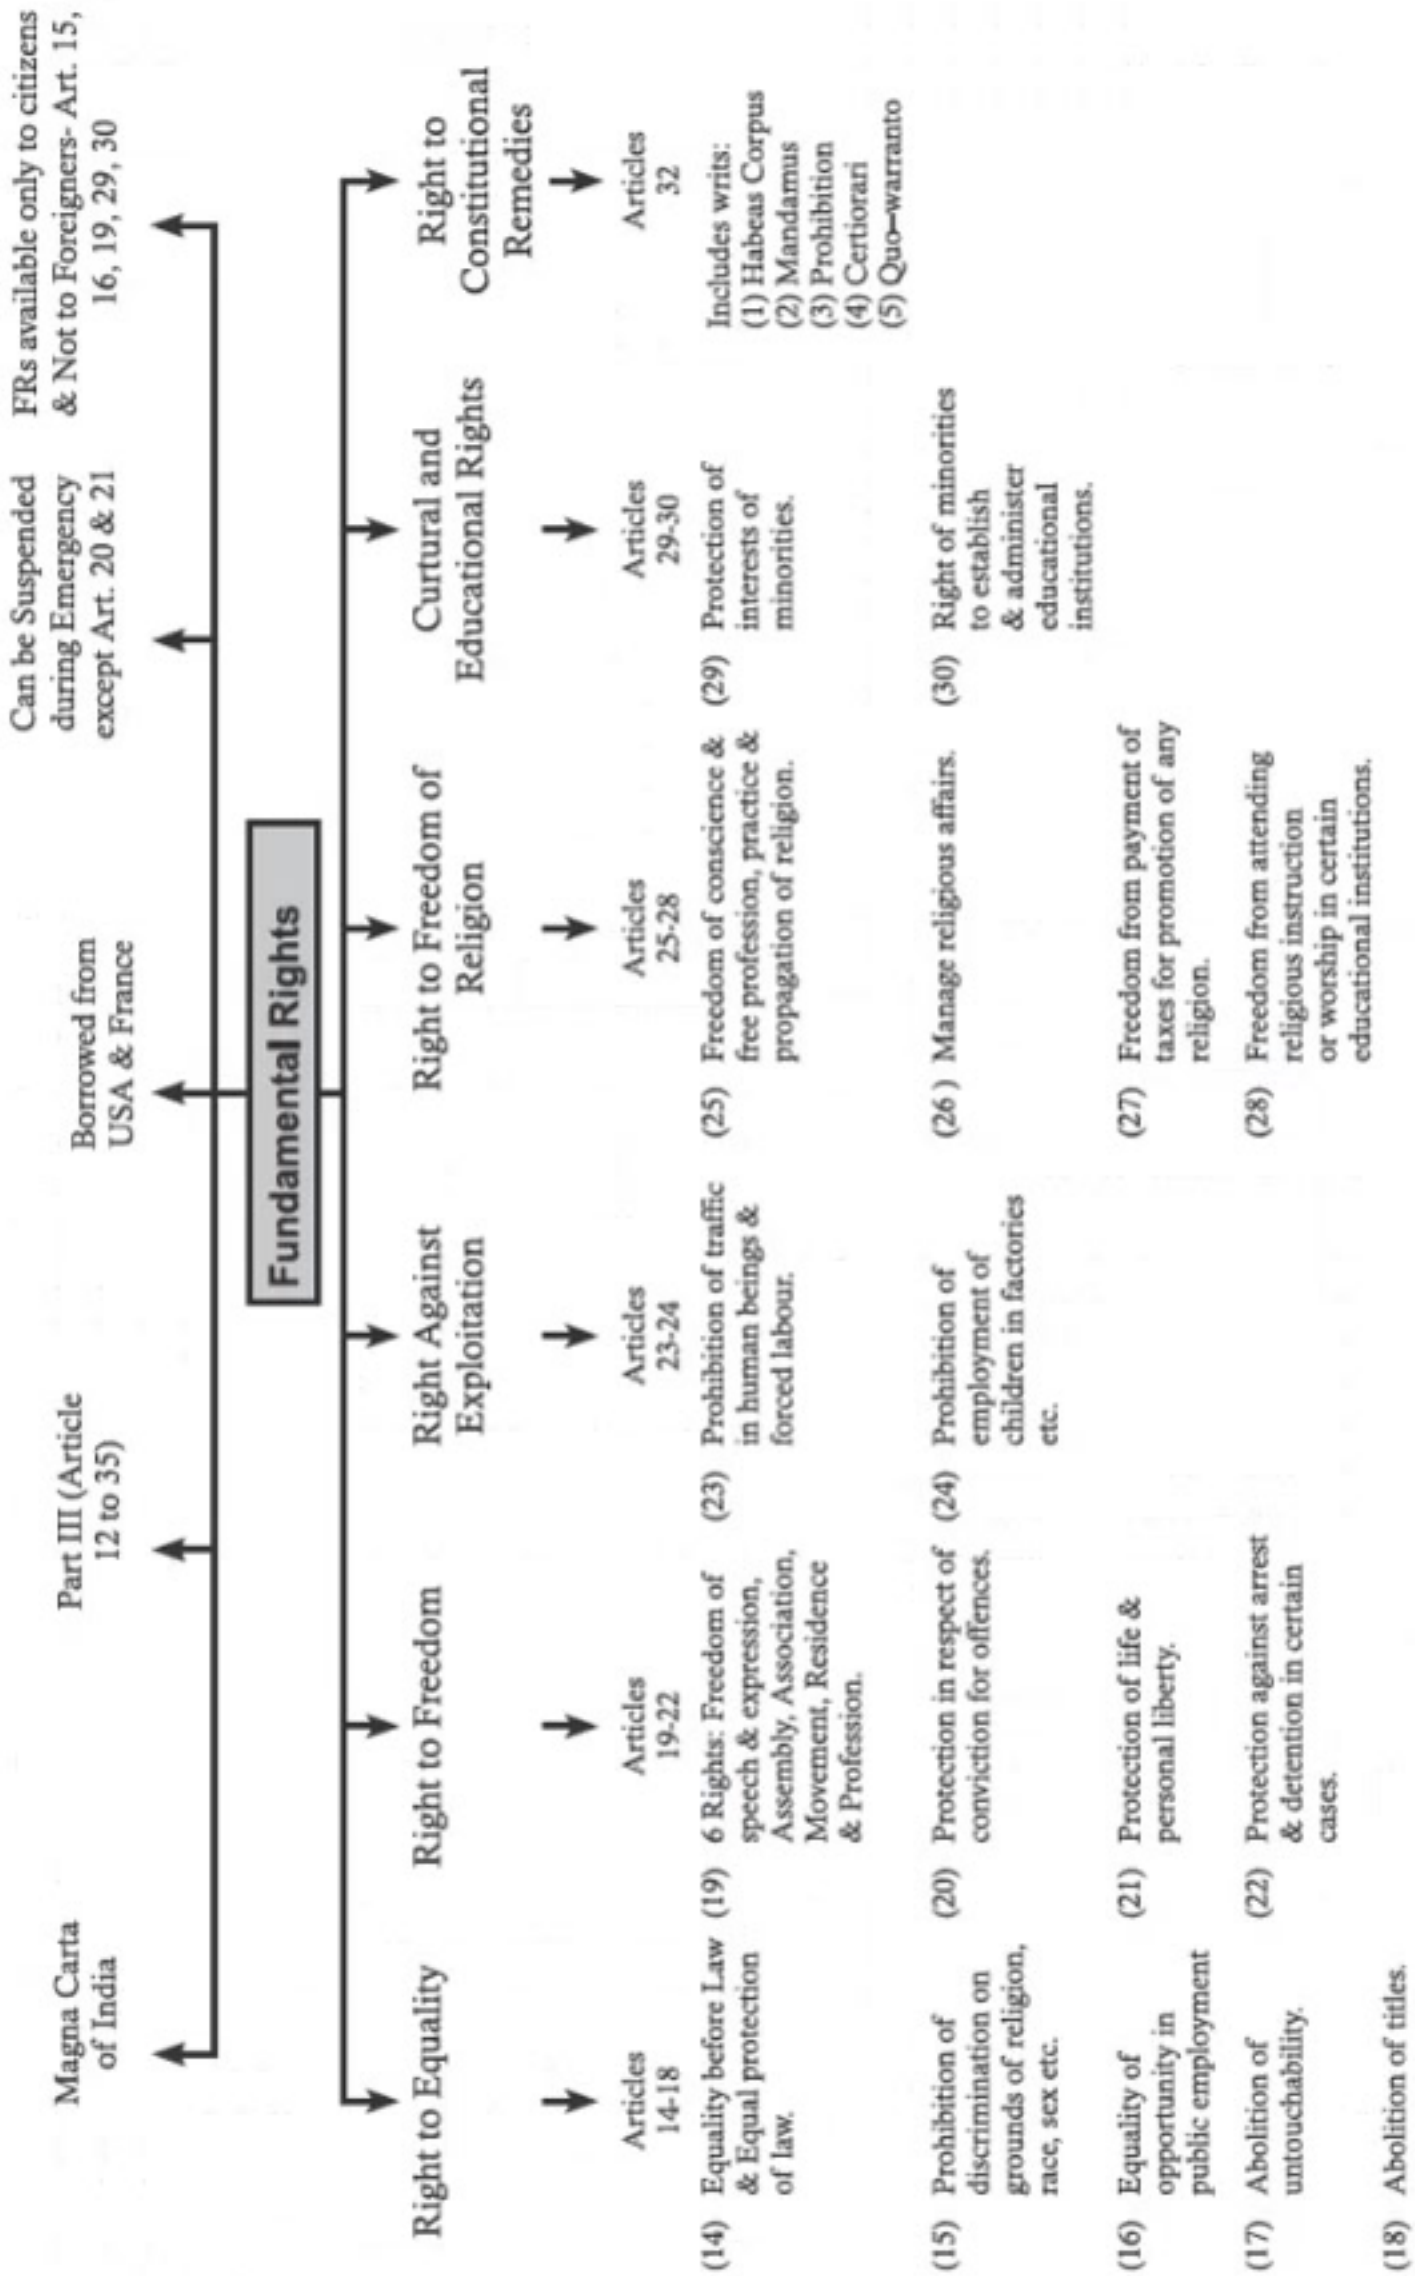 Magna Carta
of India
Part III (Article
12 to 35)
Borrowed from
USA & France
Can be Suspended
during Emergency
except Art. 20 & 21
FRs available only to citizens
& Not to Foreigners- Art. 15,
16, 19, 29, 30
Fundamental Rights
Right to Equality
Articles
14-18
(14) Equality before Law
& Equal protection
of law.
(15) Prohibition of
discrimination on
grounds of religion,
race, sex etc.
(16) Equality of
opportunity in
public employment
(17) Abolition of
untouchability.
(18) Abolition of titles.
Right to Freedom
Articles
19-22
(19) 6 Rights: Freedom of
speech & expression,
Assembly, Association,
Movement, Residence
& Profession.
(20) Protection in respect of
conviction for offences.
(21) Protection of life &
personal liberty.
(22) Protection against arrest
& detention in certain
cases.
Right Against
Exploitation
Articles
23-24
(23) Prohibition of traffic
in human beings &
forced labour.
(24) Prohibition of
employment of
children in factories
etc.
Right to Freedom of
Religion
Articles
25-28
(25) Freedom of conscience &
free profession, practice &
propagation of religion.
(26 ) Manage religious affairs.
(27) Freedom from payment of
taxes for promotion of any
religion.
(28) Freedom from attending
religious instruction
or worship in certain
educational institutions.
Curtural and
Educational Rights
Articles
29-30
(29) Protection of
interests of
minorities.
(30) Right of minorities
to establish
& administer
educational
institutions.
Right to
Constitutional
Remedies
Articles
32
Includes writs:
(1) Habeas Corpus
(2) Mandamus
(3) Prohibition
(4) Certiorari
(5) Quo-warranto